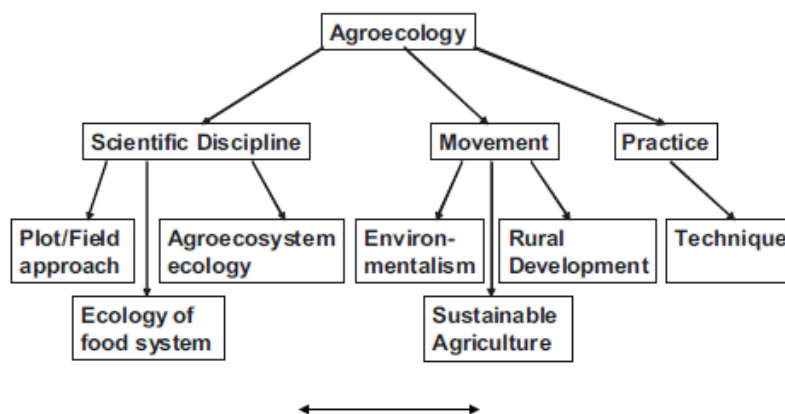 Agroecology
Scientific Discipline
Movement
Practice
Plot/Field
approach
Agroecosystem
ecology
Environ-
mentalism
Rural
Development
Technique
Ecology of
food system
Sustainable
Agriculture